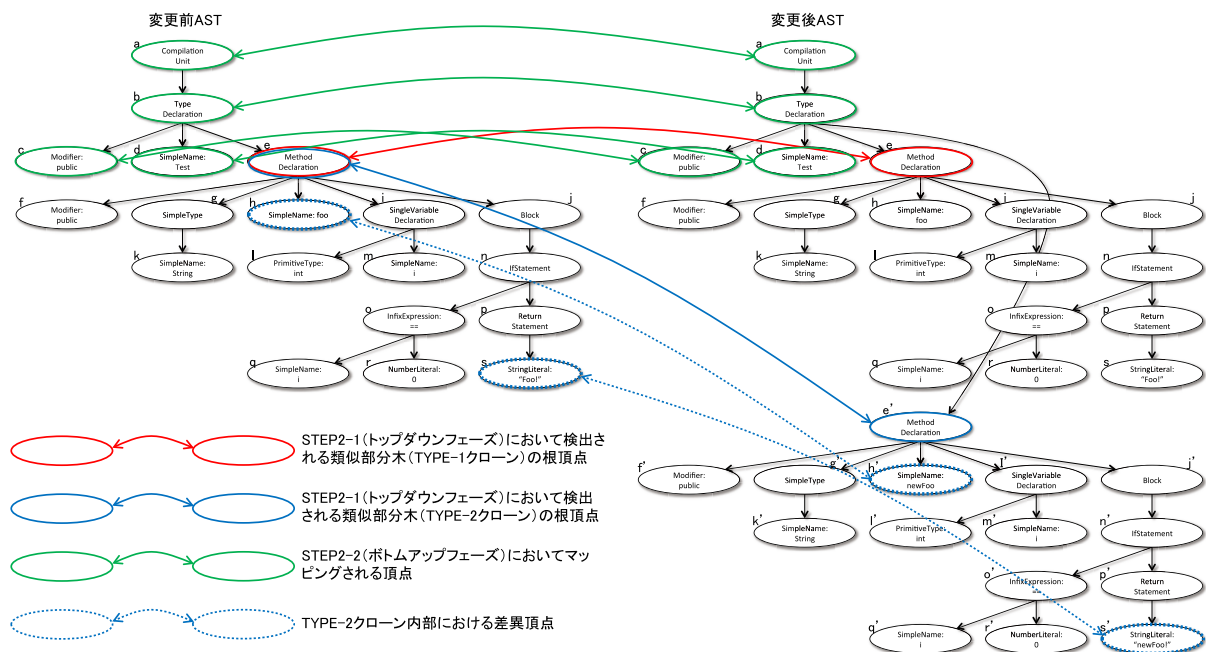 変更前AST
変更後AST
a
Compilation
Unit
a
Compilation
Unit
b
Type
Declaration
b
Type
Declaration
c
Modifier:
public
d
SimpleName:
Test
e
Method
Declaration
c
Modifier:
public
d
SimpleName:
Test
e
Method
Declaration
f
Modifier:
public
g
SimpleType
h
SimpleName: foo
i
SingleVariable
Declaration
j
Block
f
Modifier:
public
g
SimpleType
h
SimpleName:
foo
i
SingleVariable
Declaration
j
Block
k
SimpleName:
String
l
PrimitiveType:
int
m
SimpleName:
i
n
IfStatement
k
SimpleName:
String
l
PrimitiveType:
int
m
SimpleName:
i
n
IfStatement
o
InfixExpression:
==
p
Return
Statement
o
InfixExpression:
==
p
Return
Statement
q
SimpleName:
i
r
NumberLiteral:
0
s
StringLiteral:
"Foo!"
q
SimpleName:
i
r
NumberLiteral:
0
s
StringLiteral:
"Foo!"
e'
Method
Declaration
f'
Modifier:
public
g'
SimpleType
h'
SimpleName:
newFoo
i'
SingleVariable
Declaration
j'
Block
k'
SimpleName:
String
l'
PrimitiveType:
int
m'
SimpleName:
i
n'
IfStatement
o'
InfixExpression:
==
p'
Return
Statement
q'
SimpleName:
i
r'
NumberLiteral:
0
s'
StringLiteral:
"newFoo!"
STEP2-1(トップダウンフェーズ)において検出さ
れる類似部分木(TYPE-1クローン)の根頂点
STEP2-1(トップダウンフェーズ)において検出
される類似部分木(TYPE-2クローン)の根頂点
STEP2-2(ボトムアップフェーズ)においてマッ
ピングされる頂点
TYPE-2クローン内部における差異頂点